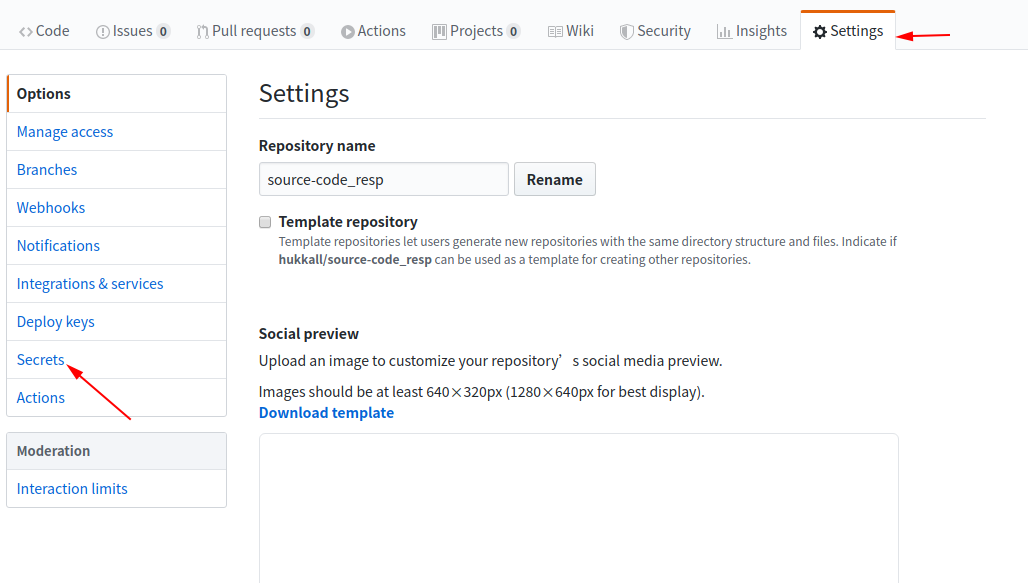 Code Issues 0 Pull requests 0 Actions Projects 0 Wiki Security Insights Settings
Options
Manage access
Branches
Webhooks
Notifications
Integrations & services
Deploy keys
Secrets
Actions
Moderation
Interaction limits
Settings
Repository name
source-code_resp Rename
Template repository
Template repositories let users generate new repositories with the same directory structure and files. Indicate if
hukkall/source-code_resp can be used as a template for creating other repositories.
Social preview
Upload an image to customize your repository’s social media preview.
Images should be at least 640×320px (1280×640px for best display).
Download template